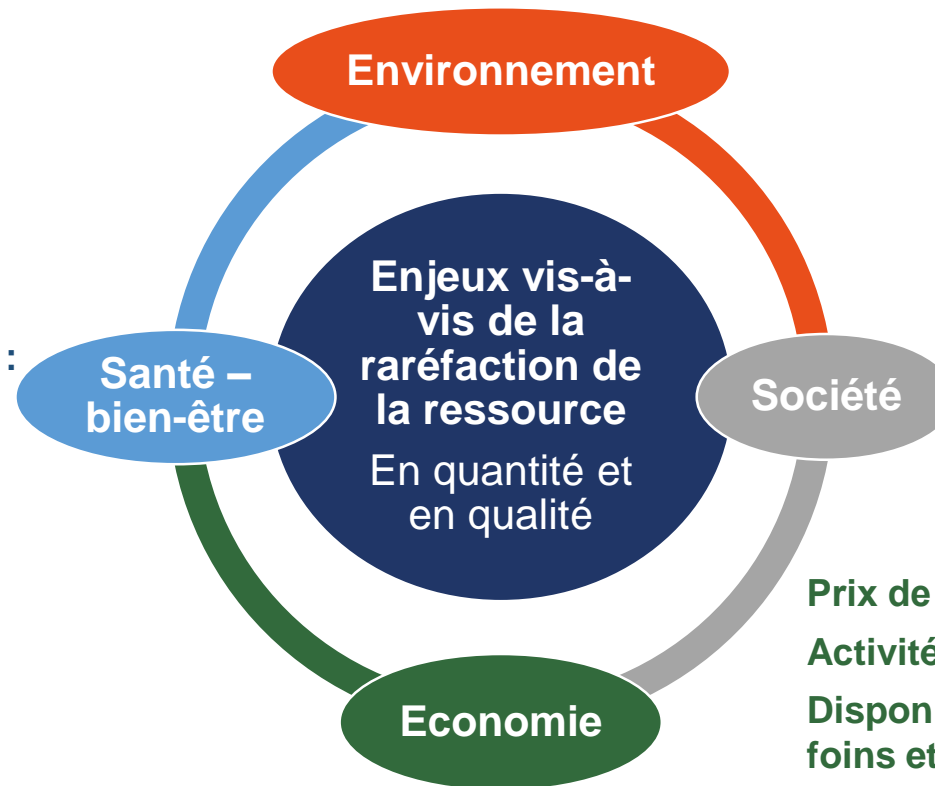 Environnement
Enjeux vis-à-
vis de la
raréfaction de
la ressource
En quantité et
en qualité
:
Santé –
bien-être
Société
Prix de
Activité
Dispon
foins et
Economie